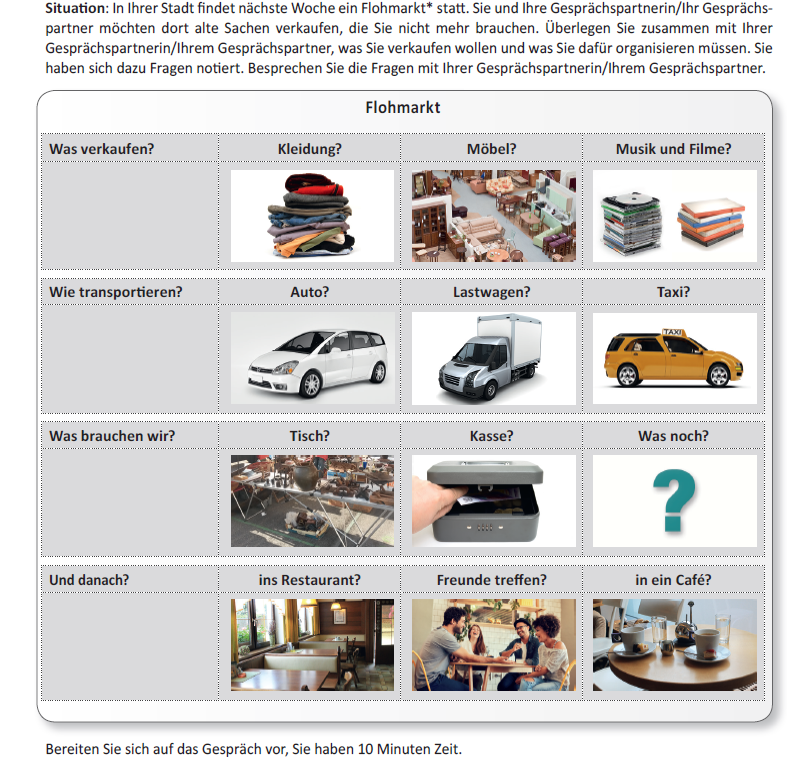 Situation: In Ihrer Stadt findet nächste Woche ein Flohmarkt* statt. Sie und Ihre Gesprächspartnerin/Ihr Gesprächs-
partner möchten dort alte Sachen verkaufen, die Sie nicht mehr brauchen. Überlegen Sie zusammen mit Ihrer
Gesprächspartnerin/Ihrem Gesprächspartner, was Sie verkaufen wollen und was Sie dafür organisieren müssen. Sie
haben sich dazu Fragen notiert. Besprechen Sie die Fragen mit Ihrer Gesprächspartnerin/Ihrem Gesprächspartner.
Flohmarkt
Was verkaufen? Kleidung? Möbel? Musik und Filme?
Wie transportieren? Auto? Lastwagen? Taxi?
TAXI
Was brauchen wir? Tisch? Kasse? Was noch?
?
Und danach? ins Restaurant? Freunde treffen? in ein Café?
Bereiten Sie sich auf das Gespräch vor, Sie haben 10 Minuten Zeit.